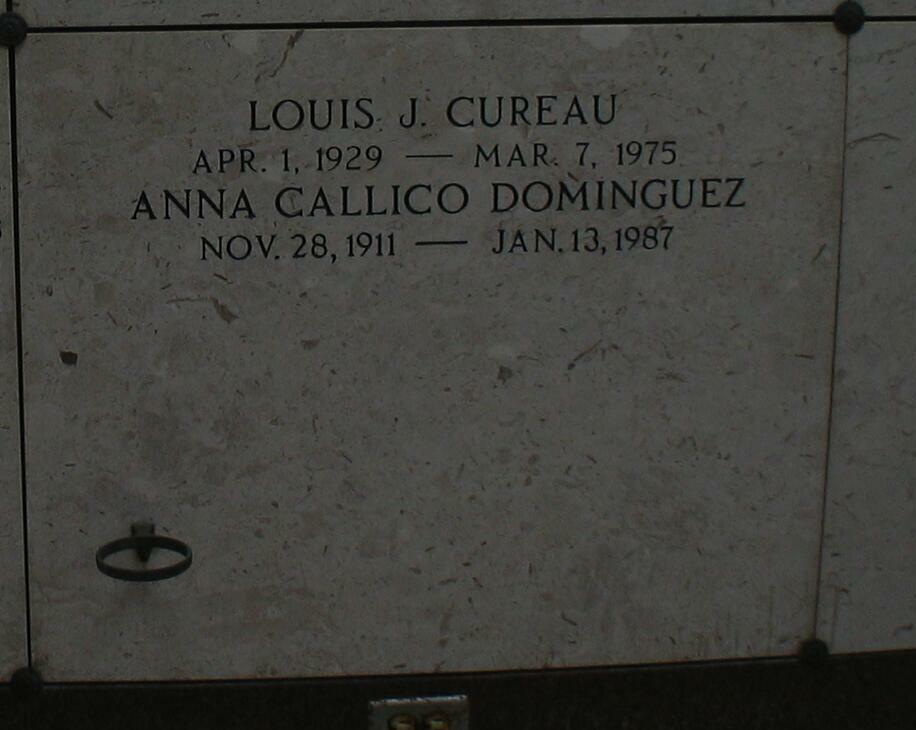 LOUIS J. CUREAU
APR. 1, 1929 — MAR. 7, 1975
ANNA CALLICO DOMINGUEZ
NOV. 28, 1911 — JAN. 13, 1987